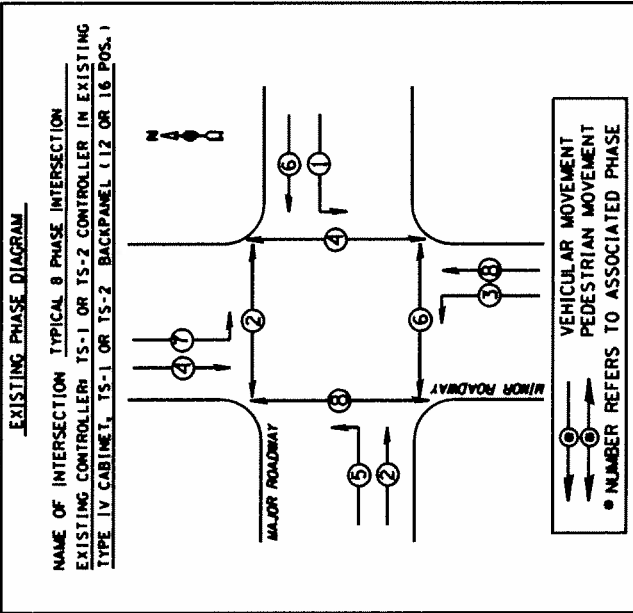 EXISTING PHASE DIAGRAM
NAME OF INTERSECTION TYPICAL 8 PHASE INTERSECTION
EXISTING CONTROLLER: TS-1 OR TS-2 CONTROLLER IN EXISTING
TYPE IV CABINET, TS-1 OR TS-2 BACKPANEL (12 OR 16 POS.)
N
7
4
6
1
2
4
8
6
MAJOR ROADWAY
5
2
MINOR ROADWAY
8
3
VEHICULAR MOVEMENT
PEDESTRIAN MOVEMENT
* NUMBER REFERS TO ASSOCIATED PHASE